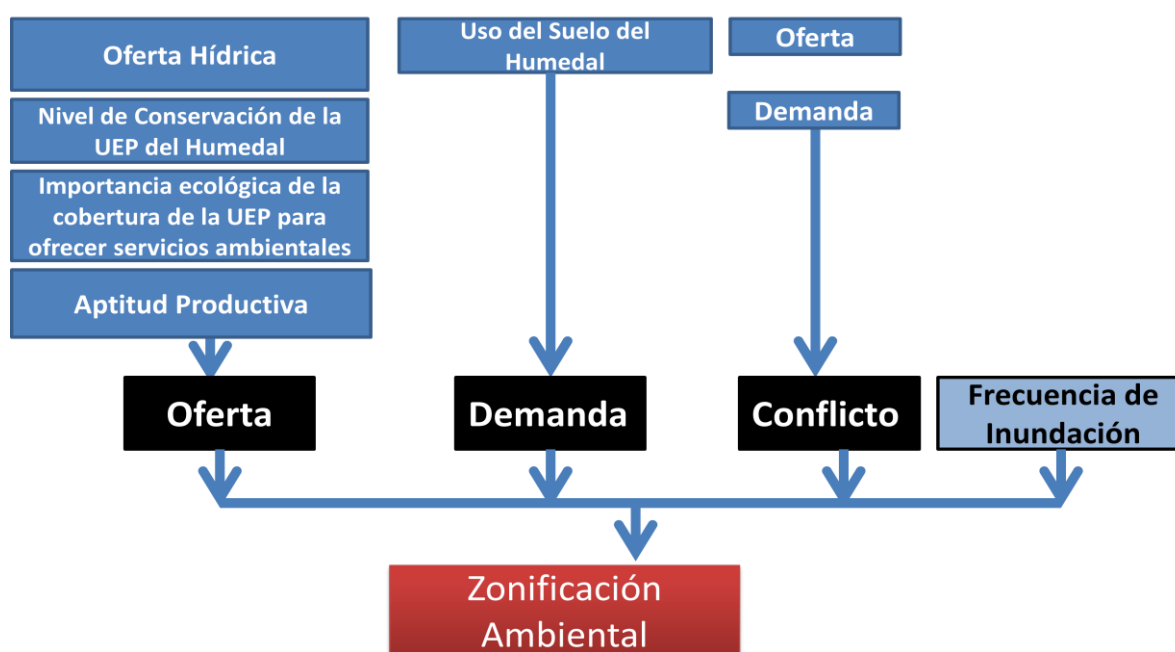 Oferta Hídrica
Nivel de Conservación de la
UEP del Humedal
Importancia ecológica de la
cobertura de la UEP para
ofrecer servicios ambientales
Aptitud Productiva
Uso del Suelo del
Humedal
Oferta
Demanda
Oferta
Demanda
Conflicto
Frecuencia de
Inundación
Zonificación
Ambiental